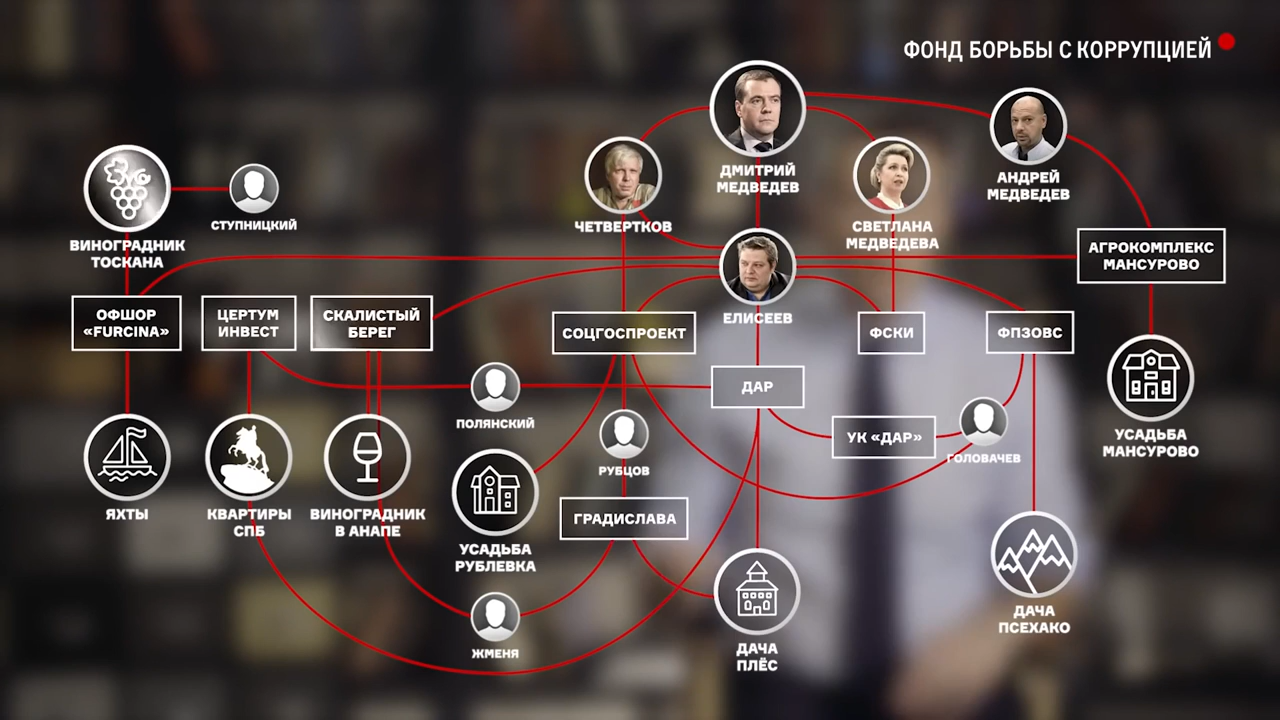 ФОНД БОРЬБЫ С КОРРУПЦИЕЙ
ДМИТРИЙ
МЕДВЕДЕВ
АНДРЕЙ
МЕДВЕДЕВ
ЧЕТВЕРТКОВ
СВЕТЛАНА
МЕДВЕДЕВА
СТУПНИЦКИЙ
ВИНОГРАДНИК
ТОСКАНА
АГРОКОМПЛЕКС
МАНСУРОВО
ЕЛИСЕЕВ
ОФШОР
«FURCINA»
ЦЕРТУМ
ИНВЕСТ
СКАЛИСТЫЙ
БЕРЕГ
СОЦГОСПРОЕКТ
ФСКИ
ФПЗОВС
ДАР
ПОЛЯНСКИЙ
УК «ДАР»
УСАДЬБА
МАНСУРОВО
ГОЛОВАЧЕВ
РУБЦОВ
ЯХТЫ
КВАРТИРЫ
СПБ
ВИНОГРАДНИК
В АНАПЕ
ГРАДИСЛАВА
УСАДЬБА
РУБЛЕВКА
ДАЧА
ПСЕХАКО
ЖМЕНЯ
ДАЧА
ПЛЁС